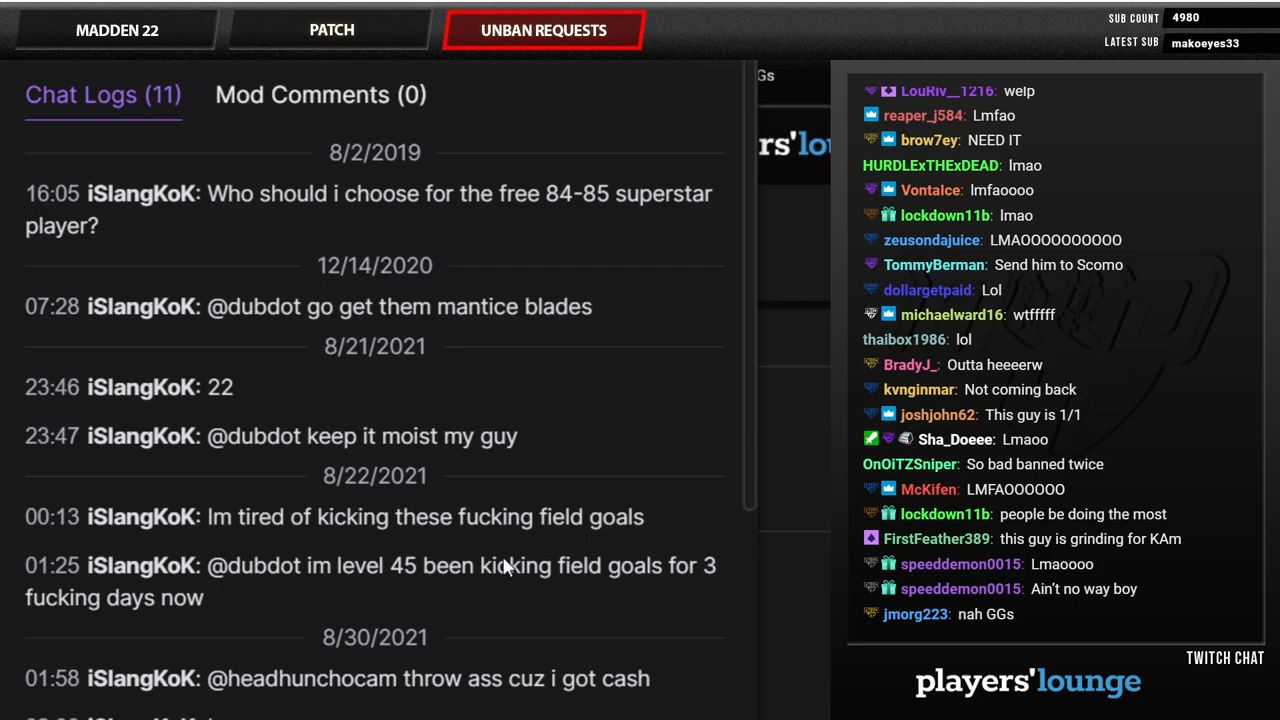 MADDEN 22
PATCH
UNBAN REQUESTS
SUB COUNT 4980
LATEST SUB makoeyes33
Chat Logs (11)
Mod Comments (0)
8/2/2019
16:05 iSlangKoK: Who should i choose for the free 84-85 superstar
player?
12/14/2020
07:28 iSlangKoK: @dubdot go get them mantice blades
8/21/2021
23:46 iSlangKoK: 22
23:47 iSlangKoK: @dubdot keep it moist my guy
8/22/2021
00:13 iSlangKoK: Im tired of kicking these fucking field goals
01:25 iSlangKoK: @dubdot im level 45 been kicking field goals for 3
fucking days now
8/30/2021
01:58 iSlangKoK: @headhunchocam throw ass cuz i got cash
Gs
rs'lou
LouRiv__1216: welp
reaper_j584: Lmfao
brow7ey: NEED IT
HURDLExTHExDEAD: lmao
VontaIce: lmfaoooo
lockdown11b: lmao
zeusondajuice: LMAOOOOOOOOOO
TommyBerman: Send him to Scomo
dollargetpaid: Lol
michaelward16: wtfffff
thaibox1986: lol
BradyJ_: Outta heeeerw
kvnginmar: Not coming back
joshjohn62: This guy is 1/1
Sha_Doeee: Lmaoo
OnOiTZSniper: So bad banned twice
McKifen: LMFAOOOOOO
lockdown11b: people be doing the most
FirstFeather389: this guy is grinding for KAm
speeddemon0015: Lmaoooo
speeddemon0015: Ain't no way boy
jmorg223: nah GGs
TWITCH CHAT
players'lounge